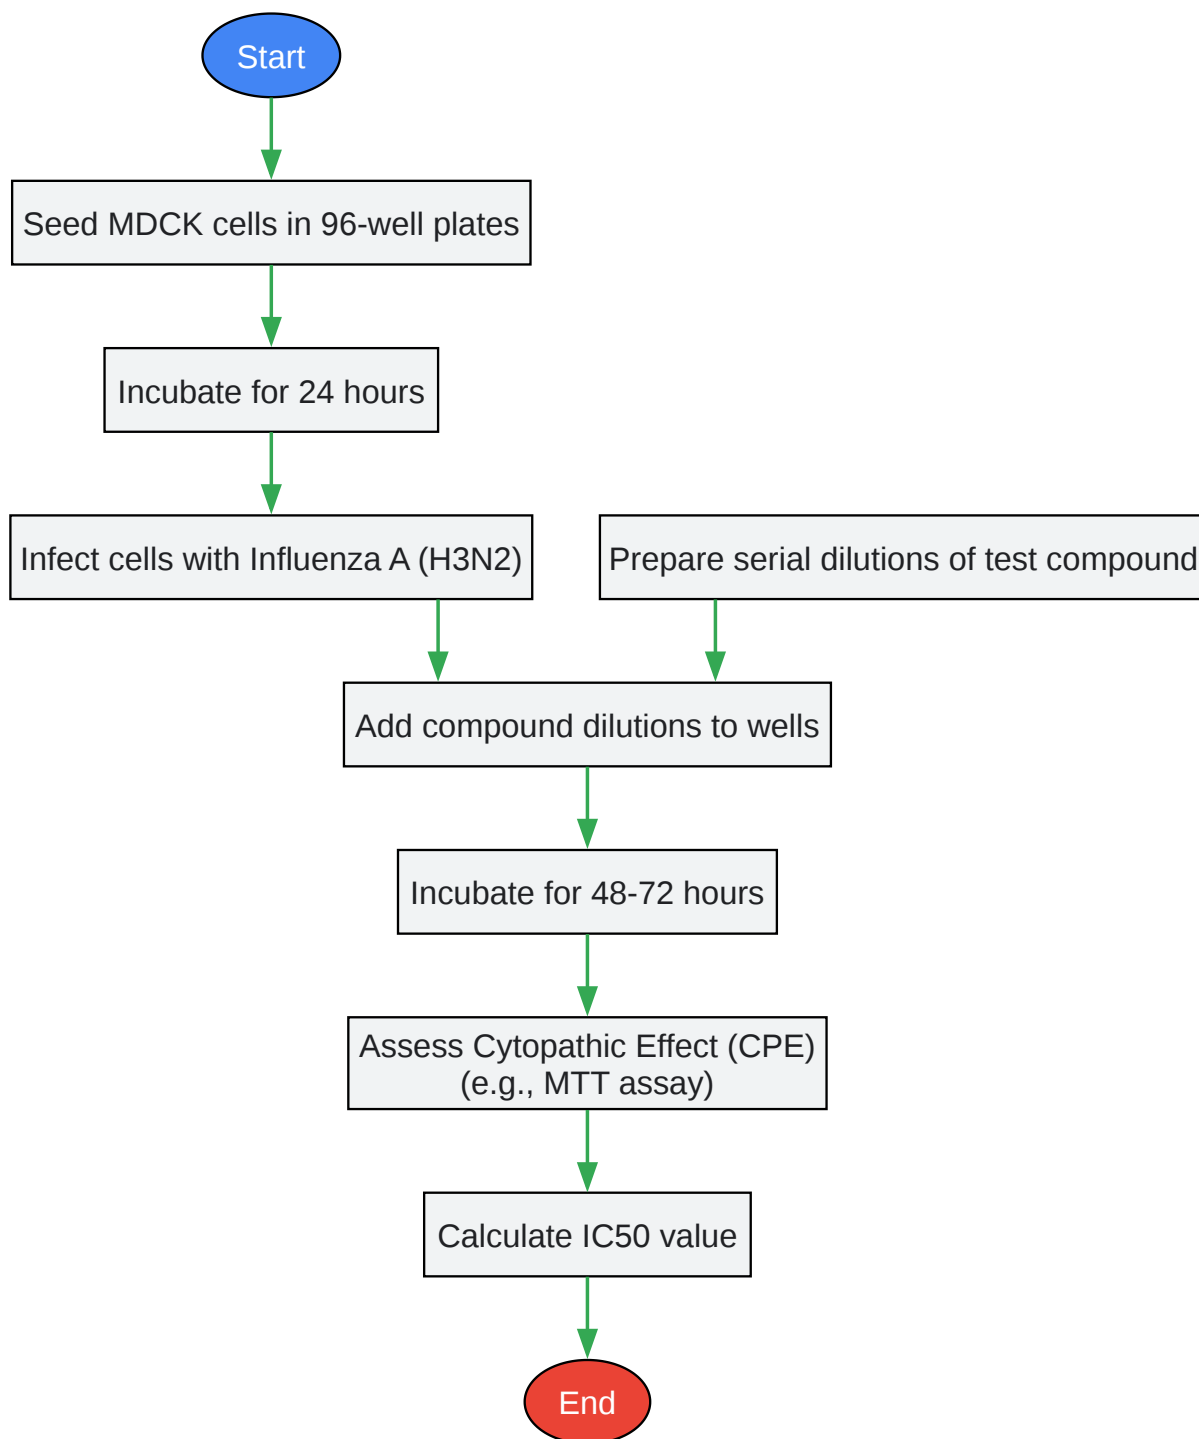 Start
Seed MDCK cells in 96-well plates
Incubate for 24 hours
Infect cells with Influenza A (H3N2)
Prepare serial dilutions of test compound
Add compound dilutions to wells
Incubate for 48-72 hours
Assess Cytopathic Effect (CPE)
(e.g., MTT assay)
Calculate IC50 value
End